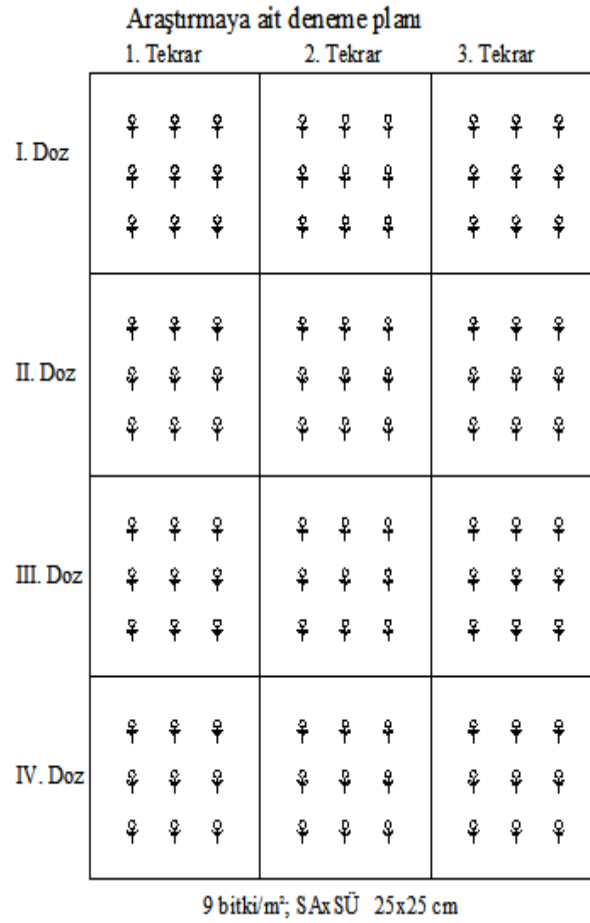 Araştırmaya ait deneme planı
1. Tekrar 2. Tekrar 3. Tekrar
I. Doz
II. Doz
III. Doz
IV. Doz
9 bitki/m²; SAxSÜ 25x25 cm